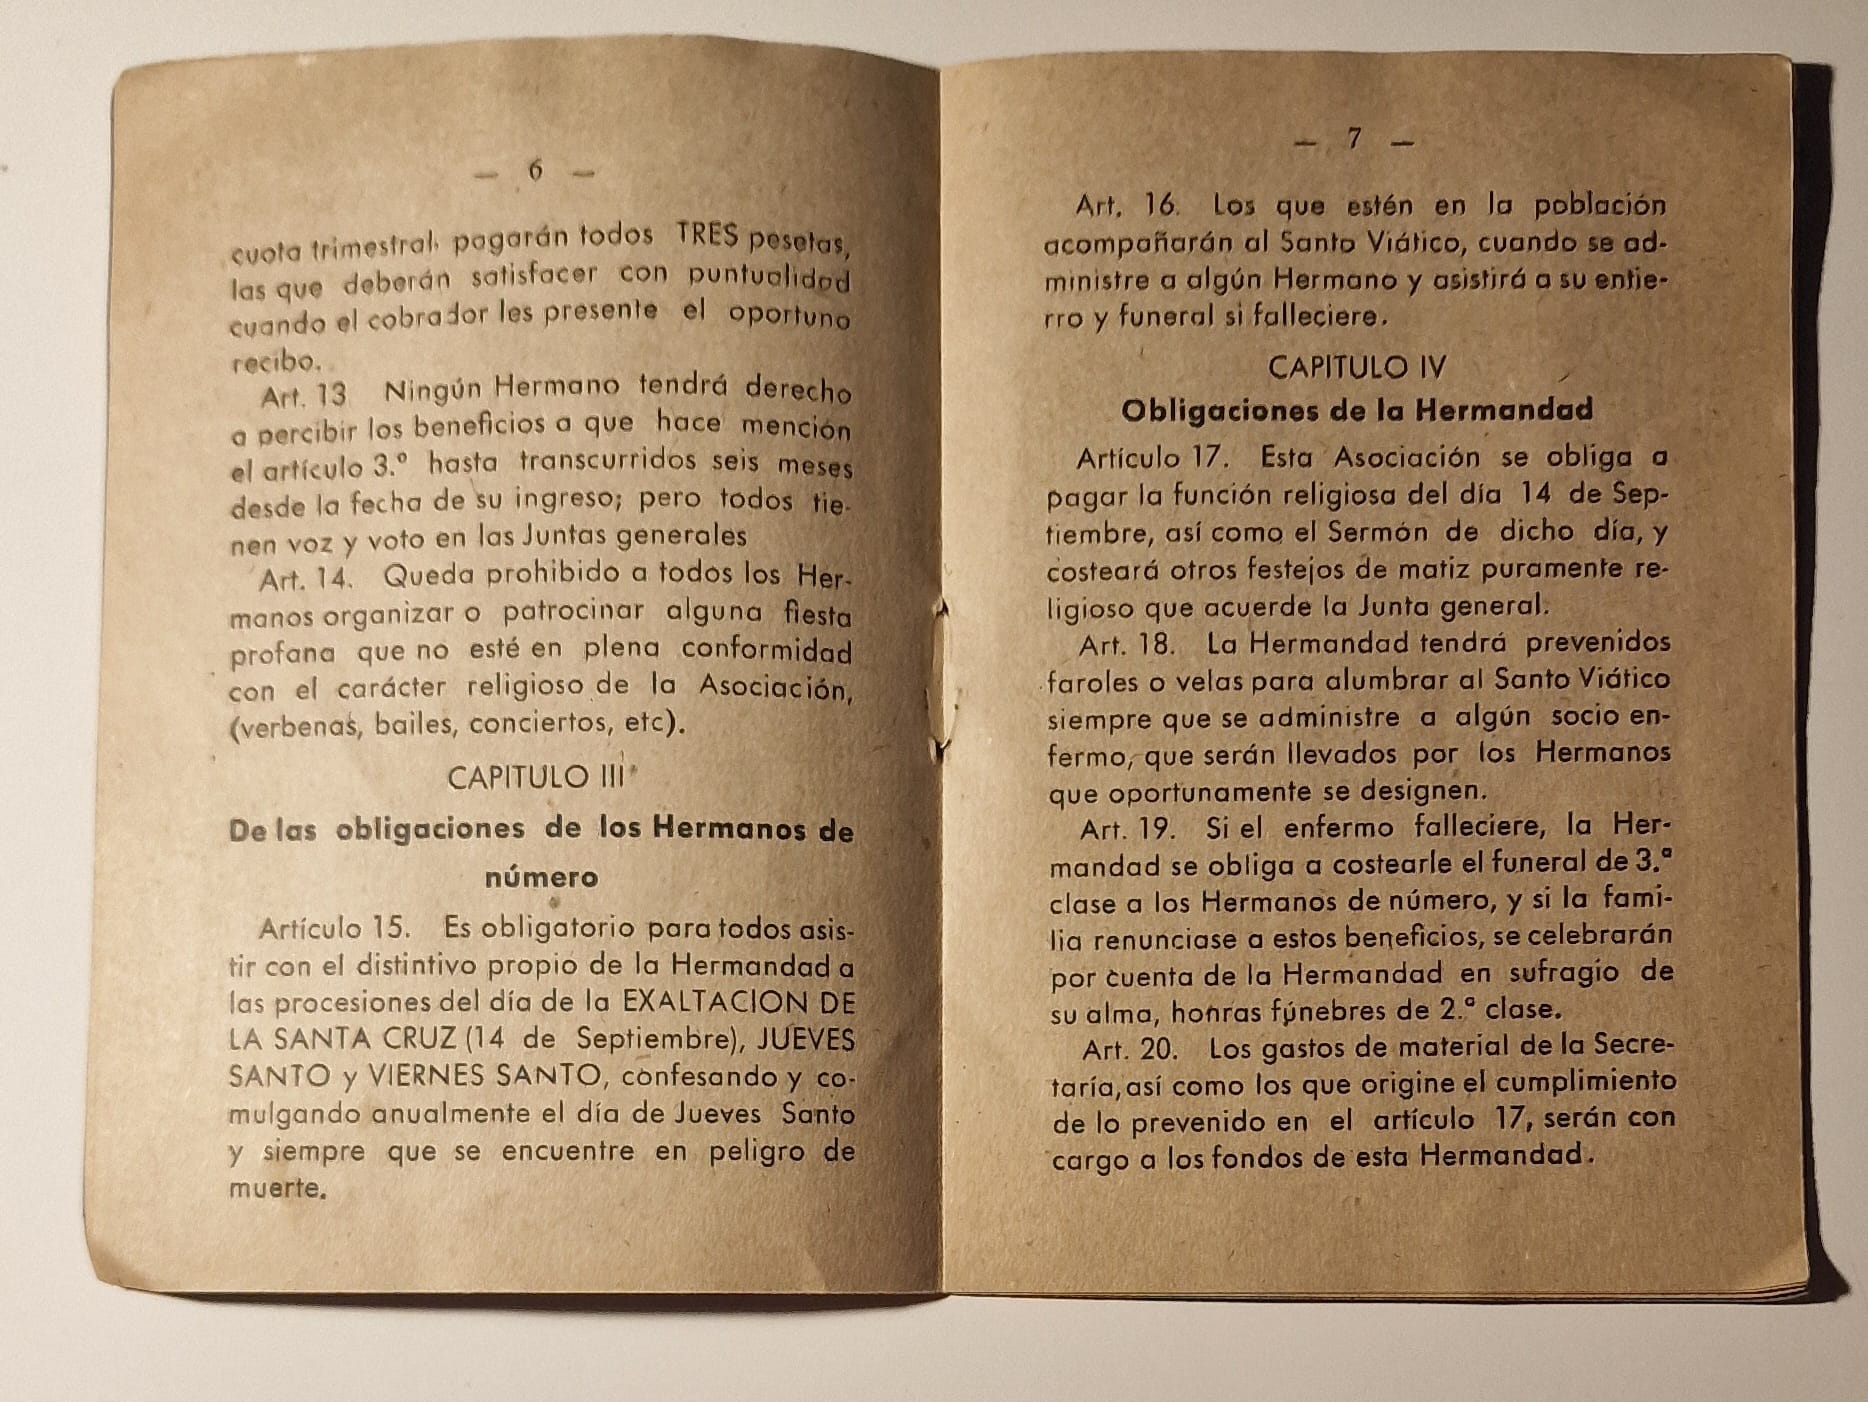 — 6 —
cuota trimestral, pagarán todos TRES pesetas,
las que deberán satisfacer con puntualidad
cuando el cobrador les presente el oportuno
recibo.
Art. 13 Ningún Hermano tendrá derecho
a percibir los beneficios a que hace mención
el artículo 3.º hasta transcurridos seis meses
desde la fecha de su ingreso; pero todos tie-
nen voz y voto en las Juntas generales
Art. 14. Queda prohibido a todos los Her-
manos organizar o patrocinar alguna fiesta
profana que no esté en plena conformidad
con el carácter religioso de la Asociación,
(verbenas, bailes, conciertos, etc).
CAPITULO III
De las obligaciones de los Hermanos de
número
Artículo 15. Es obligatorio para todos asis-
tir con el distintivo propio de la Hermandad a
las procesiones del día de la EXALTACION DE
LA SANTA CRUZ (14 de Septiembre), JUEVES
SANTO y VIERNES SANTO, confesando y co-
mulgando anualmente el día de Jueves Santo
y siempre que se encuentre en peligro de
muerte.
— 7 —
Art. 16. Los que estén en la población
acompañarán al Santo Viático, cuando se ad-
ministre a algún Hermano y asistirá a su entie-
rro y funeral si falleciere.
CAPITULO IV
Obligaciones de la Hermandad
Artículo 17. Esta Asociación se obliga a
pagar la función religiosa del día 14 de Sep-
tiembre, así como el Sermón de dicho día, y
costeará otros festejos de matiz puramente re-
ligioso que acuerde la Junta general.
Art. 18. La Hermandad tendrá prevenidos
faroles o velas para alumbrar al Santo Viático
siempre que se administre a algún socio en-
fermo, que serán llevados por los Hermanos
que oportunamente se designen.
Art. 19. Si el enfermo falleciere, la Her-
mandad se obliga a costearle el funeral de 3.ª
clase a los Hermanos de número, y si la fami-
lia renunciase a estos beneficios, se celebrarán
por cuenta de la Hermandad en sufragio de
su alma, honras fúnebres de 2.ª clase.
Art. 20. Los gastos de material de la Secre-
taría, así como los que origine el cumplimiento
de lo prevenido en el artículo 17, serán con
cargo a los fondos de esta Hermandad.